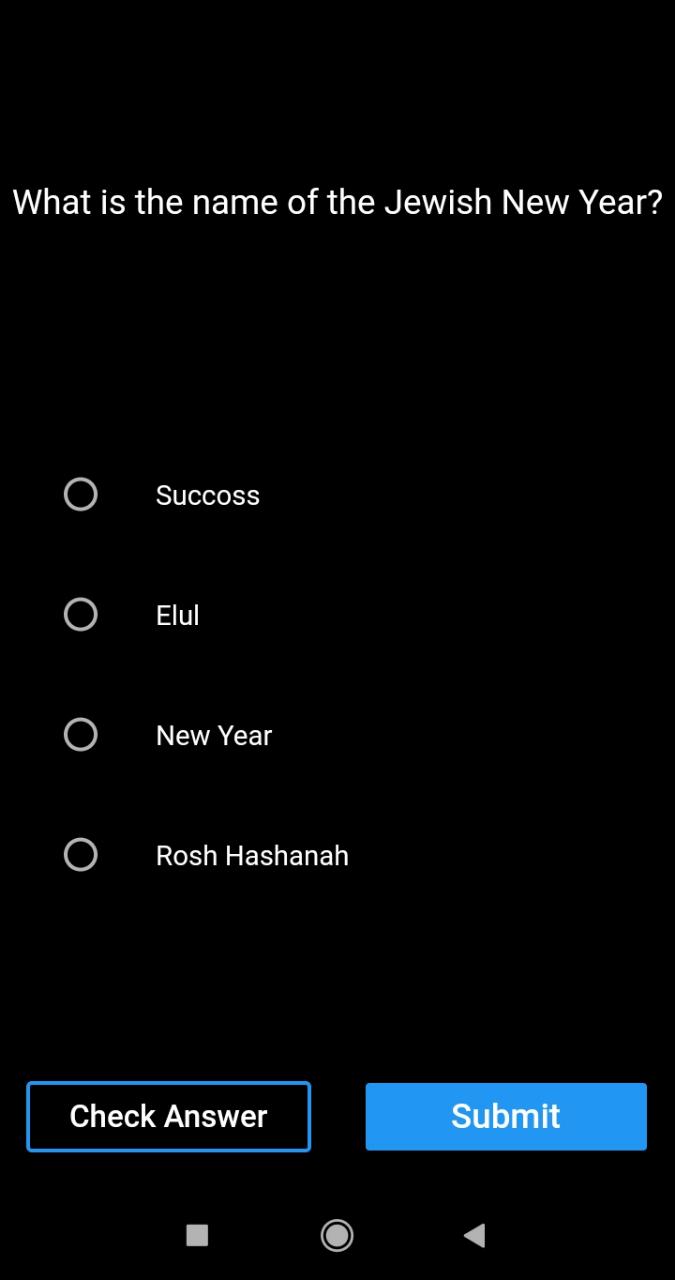 What is the name of the Jewish New Year?
Succoss
Elul
New Year
Rosh Hashanah
Check Answer
Submit